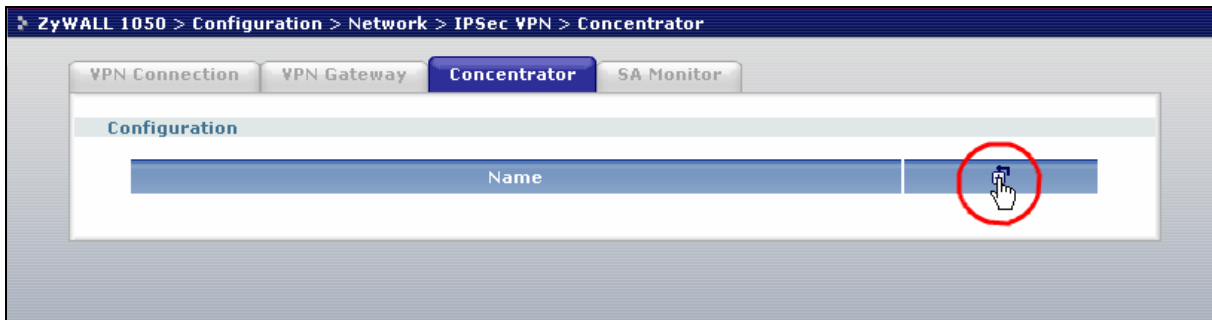 ZyWALL 1050 > Configuration > Network > IPSec VPN > Concentrator
VPN Connection VPN Gateway Concentrator SA Monitor
Configuration
Name